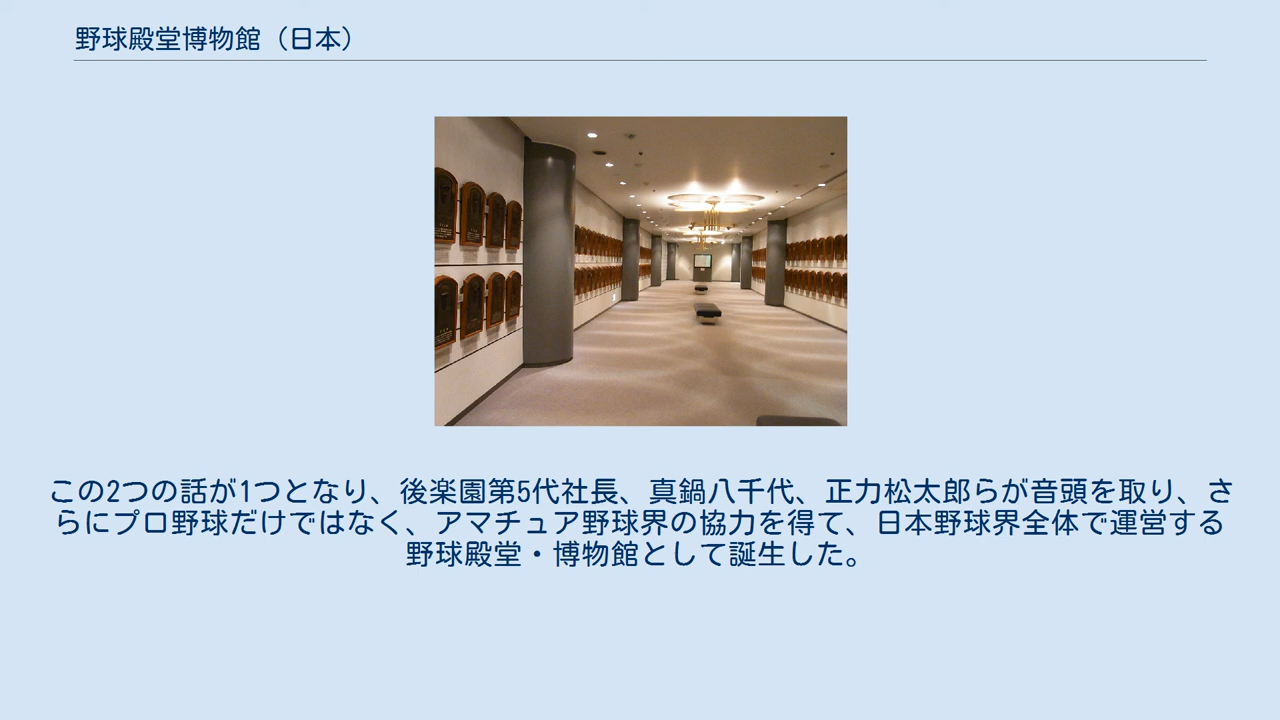 野球殿堂博物館（日本）
この2つの話が1つとなり、後楽園第5代社長、真鍋八千代、正力松太郎らが音頭を取り、さ
らにプロ野球だけではなく、アマチュア野球界の協力を得て、日本野球界全体で運営する
野球殿堂・博物館として誕生した。